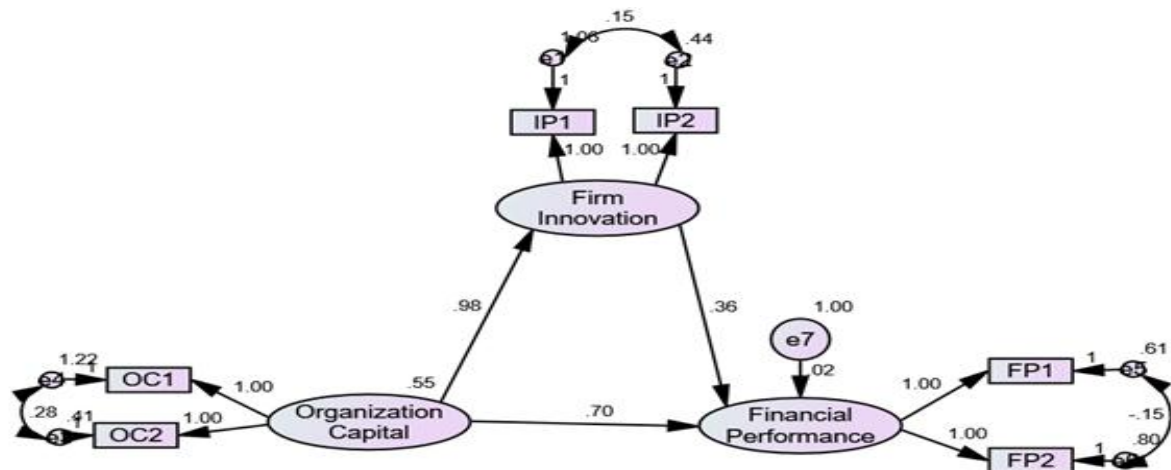 .15
1.06
.44
e1
e2
1
1
IP1
IP2
1.00
1.00
Firm
Innovation
.98
.36
1.00
e7
02
.61
1.22
1
OC1
1.00
.55
1.00
FP1
1
e5
.28
.41
1
OC2
1.00
Organization
Capital
.70
Financial
Performance
-.15
1.00
FP2
1
.80